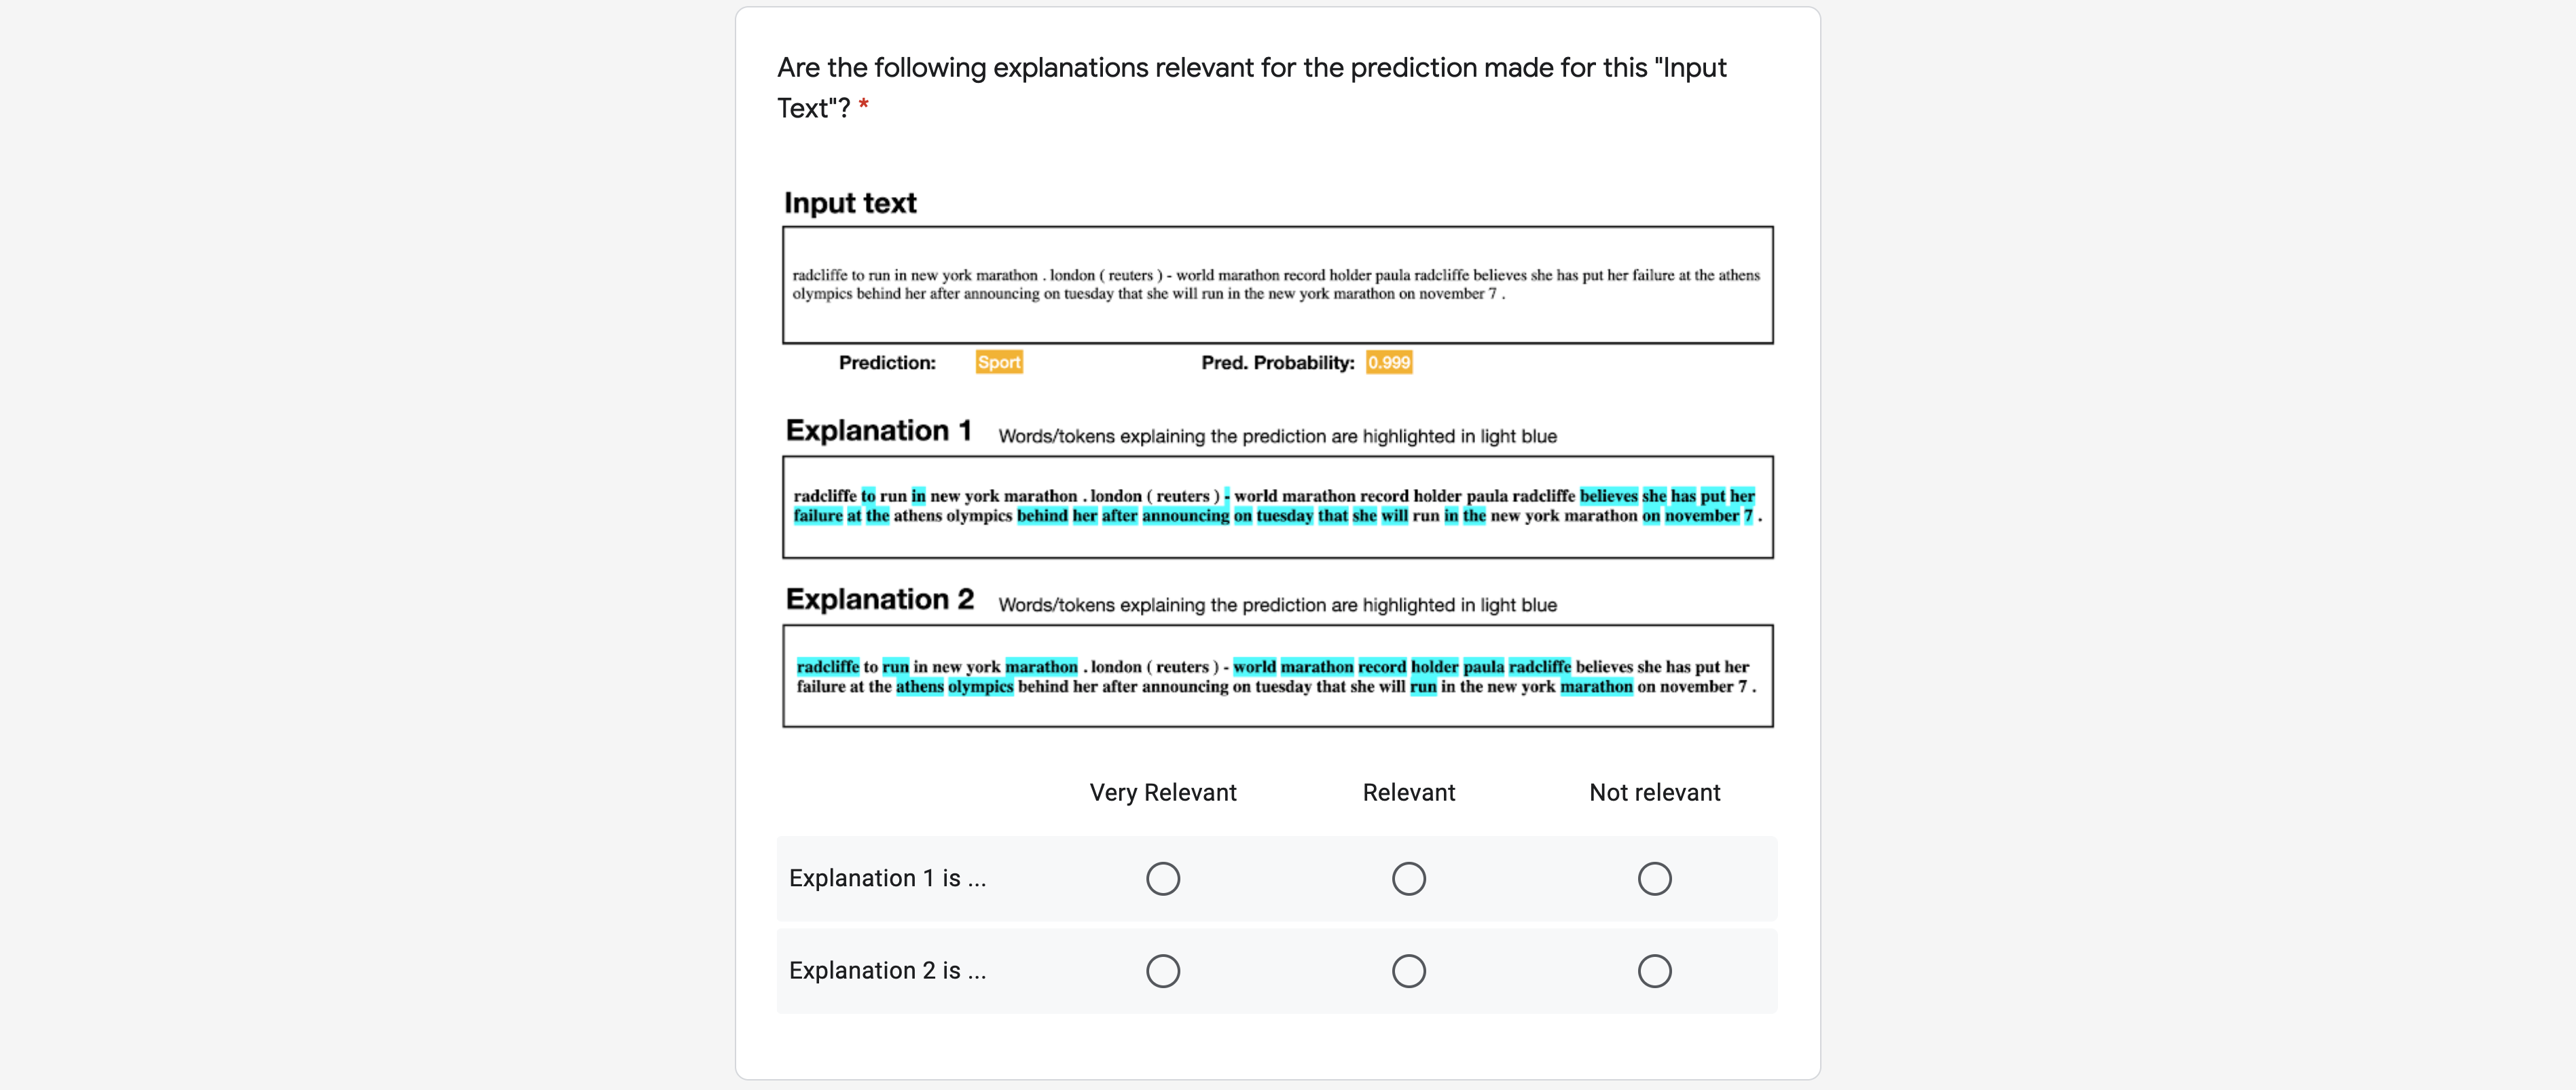 Are the following explanations relevant for the prediction made for this "Input
Text"? *
Input text
radcliffe to run in new york marathon . london ( reuters ) - world marathon record holder paula radcliffe believes she has put her failure at the athens
olympics behind her after announcing on tuesday that she will run in the new york marathon on november 7 .
Prediction: Sport Pred. Probability: 0.999
Explanation 1 Words/tokens explaining the prediction are highlighted in light blue
radcliffe to run in new york marathon . london ( reuters ) - world marathon record holder paula radcliffe believes she has put her
failure at the athens olympics behind her after announcing on tuesday that she will run in the new york marathon on november 7 .
Explanation 2 Words/tokens explaining the prediction are highlighted in light blue
radcliffe to run in new york marathon . london ( reuters ) - world marathon record holder paula radcliffe believes she has put her
failure at the athens olympics behind her after announcing on tuesday that she will run in the new york marathon on november 7 .
Very Relevant Relevant Not relevant
Explanation 1 is ...
Explanation 2 is ...